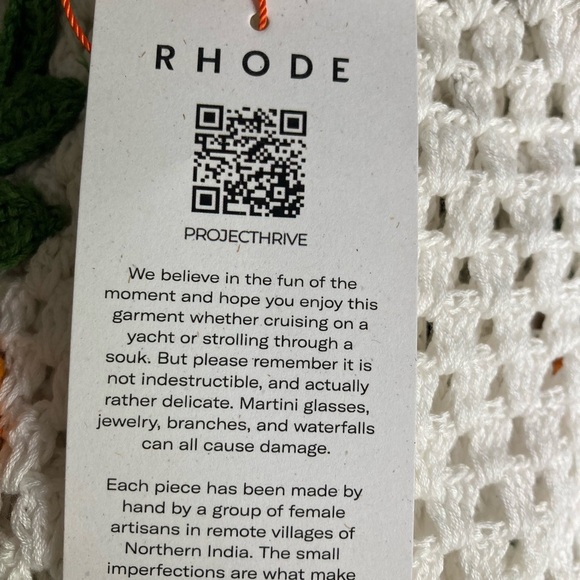 RHODE
PROJECTHRIVE
We believe in the fun of the
moment and hope you enjoy this
garment whether cruising on a
yacht or strolling through a
souk. But please remember it is
not indestructible, and actually
rather delicate. Martini glasses,
jewelry, branches, and waterfalls
can all cause damage.
Each piece has been made by
hand by a group of female
artisans in remote villages of
Northern India. The small
imperfections are what make